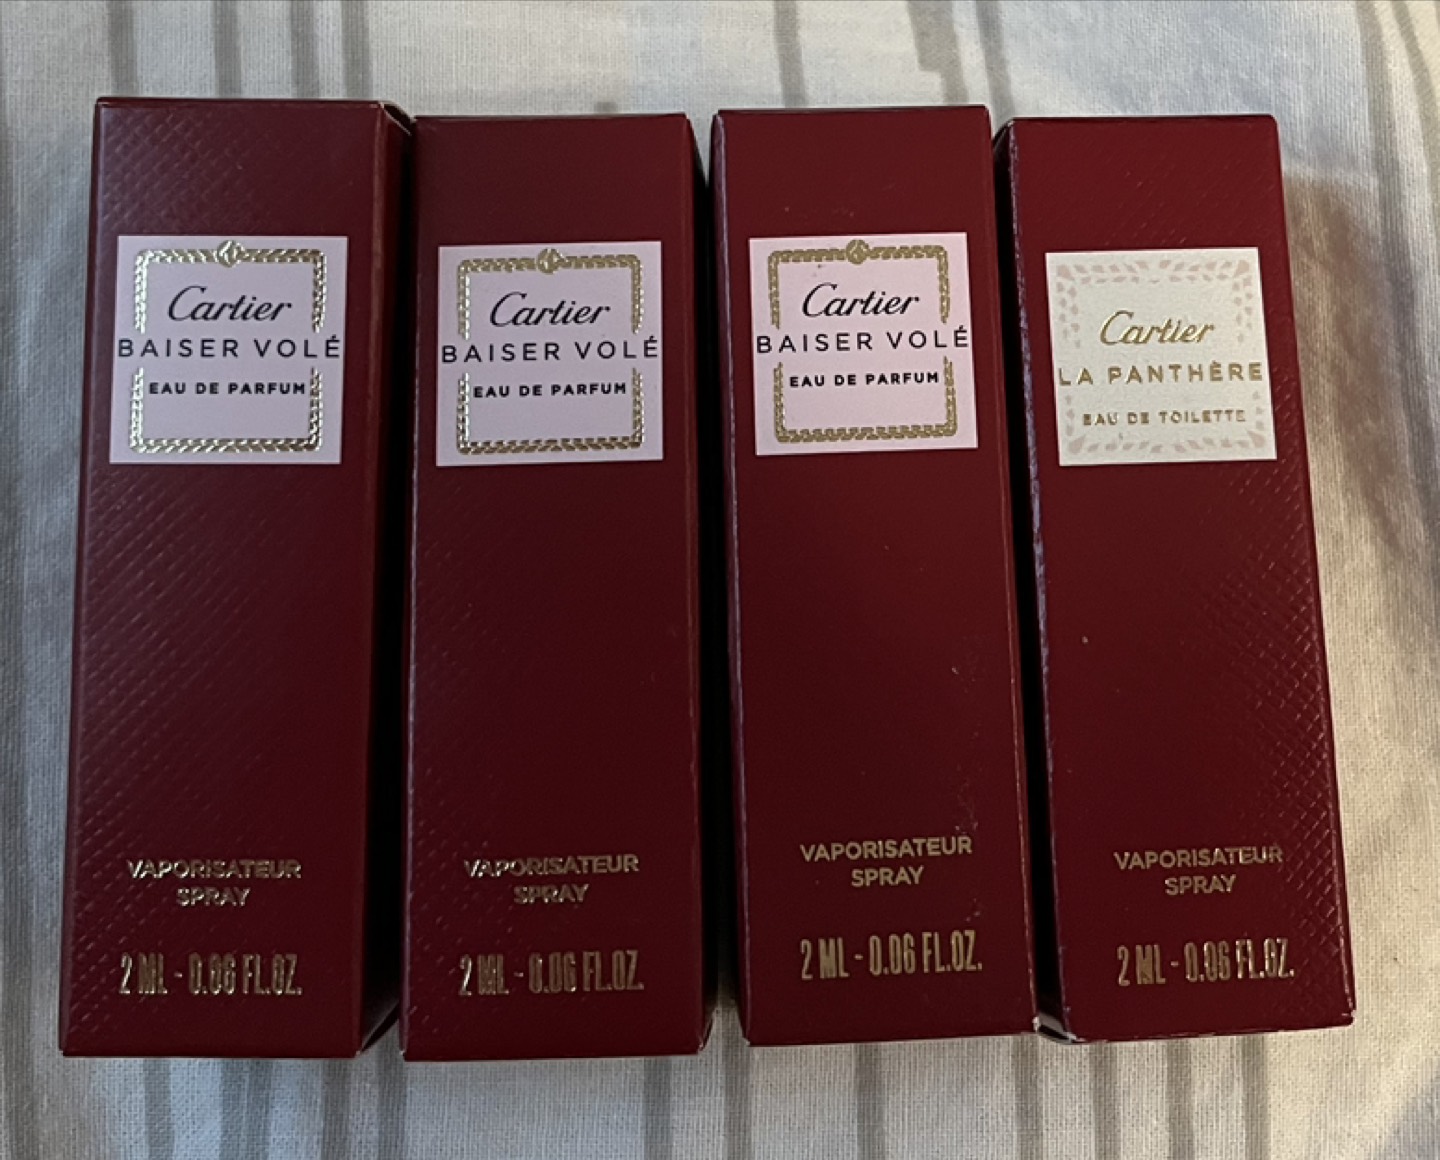 Cartier
BAISER VOLÉ
EAU DE PARFUM
VAPORISATEUR
SPRAY
2 ML - 0.06 FL.OZ.
Cartier
BAISER VOLÉ
EAU DE PARFUM
VAPORISATEUR
SPRAY
2 ML - 0.06 FL.OZ.
Cartier
BAISER VOLÉ
EAU DE PARFUM
VAPORISATEUR
SPRAY
2 ML - 0.06 FL.OZ.
Cartier
LA PANTHÈRE
EAU DE TOILETTE
VAPORISATEUR
SPRAY
2 ML - 0.06 FL.OZ.